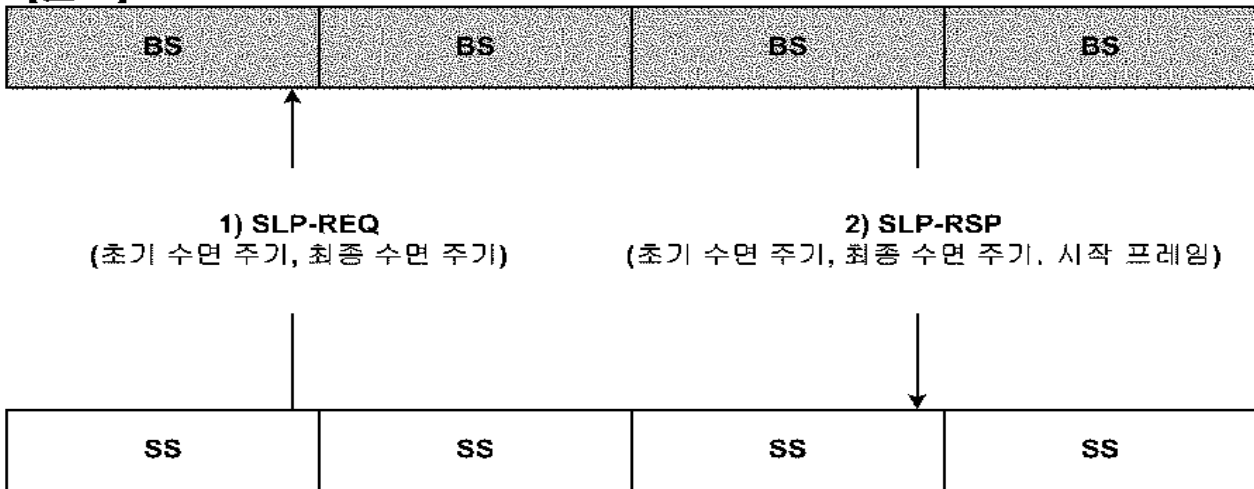 BS BS BS BS
1) SLP-REQ
(초기 수면 주기, 최종 수면 주기)
2) SLP-RSP
(초기 수면 주기, 최종 수면 주기, 시작 프레임)
SS SS SS SS